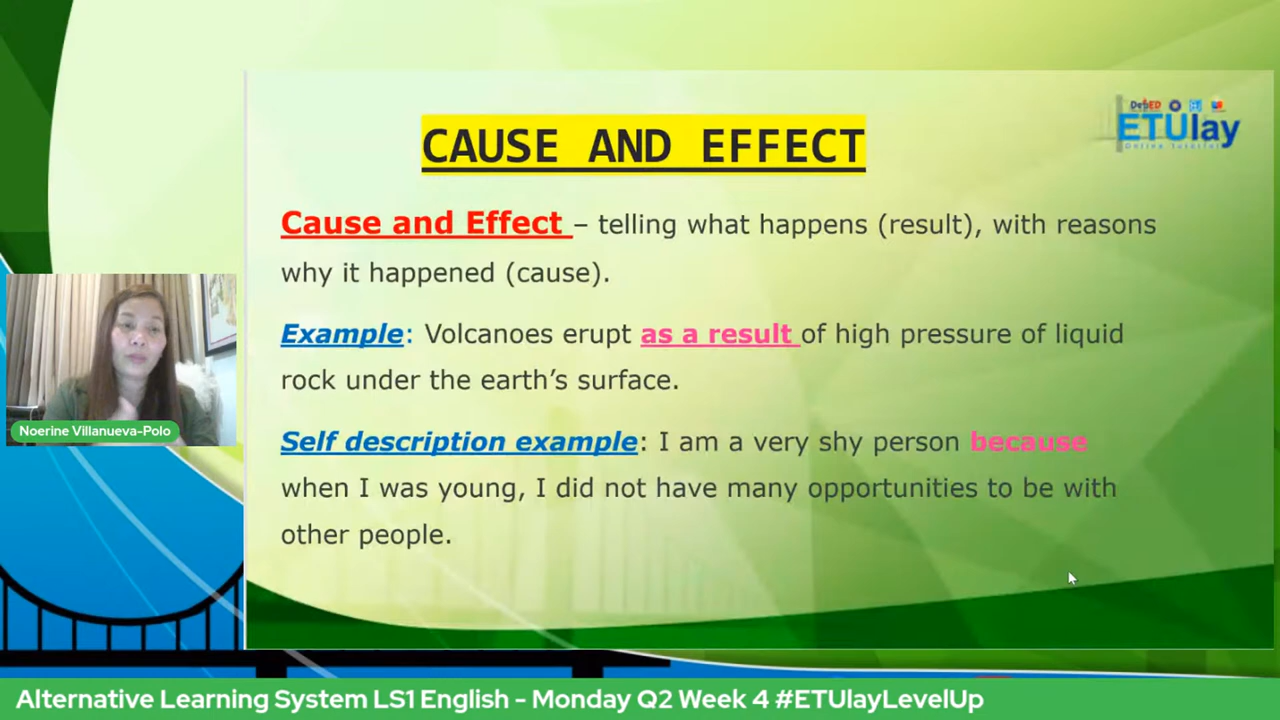 DepED
ETUlay
Online Tutorial
CAUSE AND EFFECT
Cause and Effect – telling what happens (result), with reasons
why it happened (cause).
Example: Volcanoes erupt as a result of high pressure of liquid
rock under the earth’s surface.
Self description example: I am a very shy person because
when I was young, I did not have many opportunities to be with
other people.
Noerine Villanueva-Polo
Alternative Learning System LS1 English - Monday Q2 Week 4 #ETUlayLevelUp